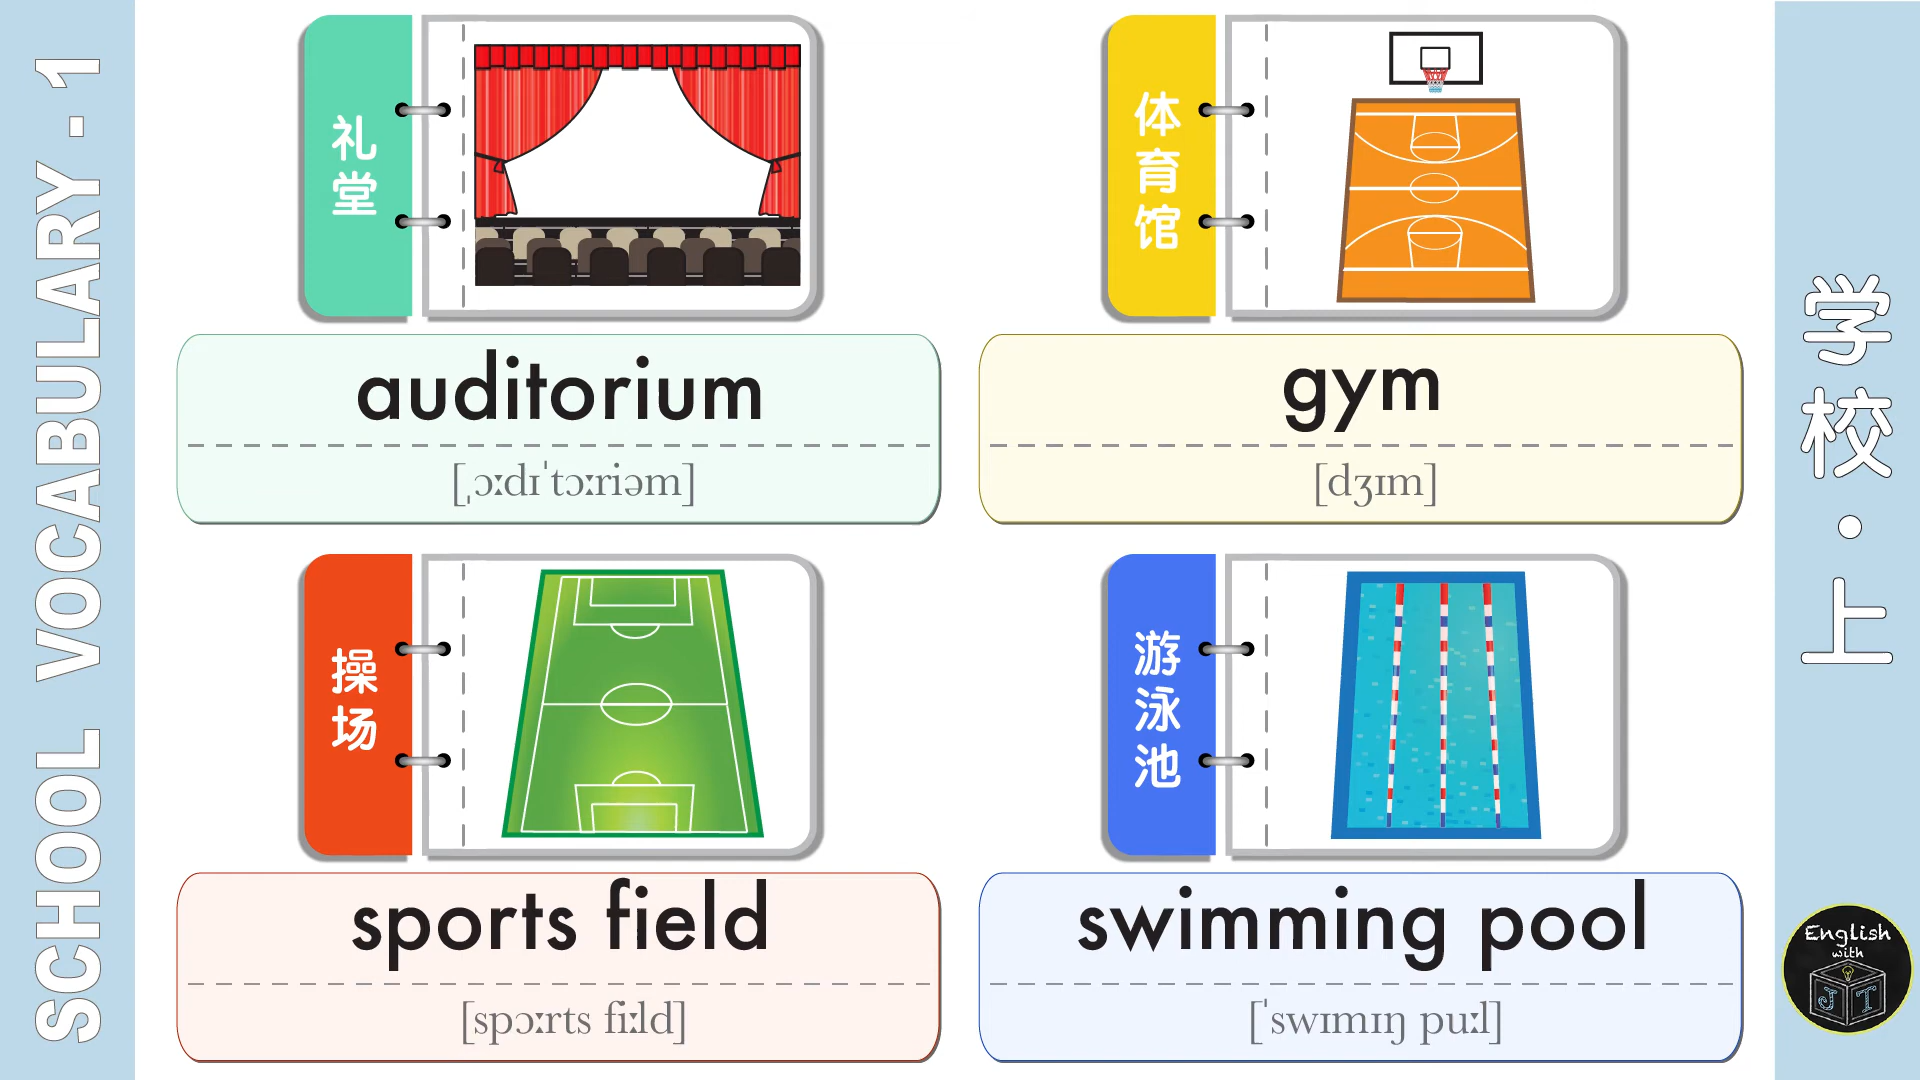 SCHOOL VOCABULARY - 1
礼堂
auditorium
[ˌɔːdɪˈtɔːriəm]
体育馆
gym
[dʒɪm]
操场
sports field
[spɔːrts fiːld]
游泳池
swimming pool
[ˈswɪmɪŋ puːl]
学校·上
English
with
J T